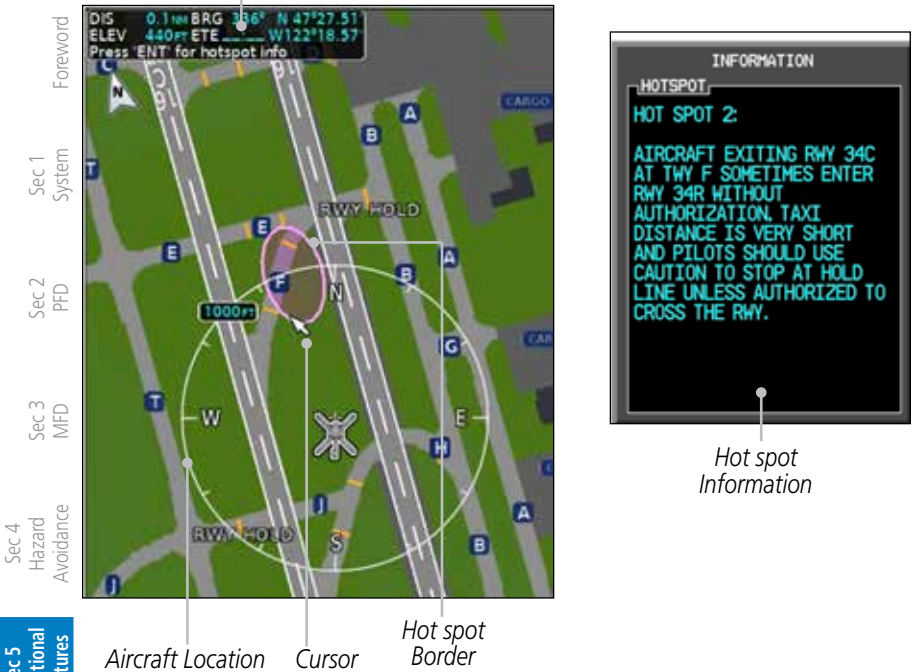 DIS 0.1NM BRG 336° N 47°27.51'
ELEV 440FT ETE __:__ W122°18.57'
Press 'ENT' for hotspot info
N
C
T
B
A
CARGO
RWY HOLD
E
E
F
N
B
A
1000FT
G
T
W
E
H
J
RWY HOLD
S
A
B
J
Aircraft Location
Cursor
Hot spot
Border
INFORMATION
HOTSPOT
HOT SPOT 2:
AIRCRAFT EXITING RWY 34C
AT TWY F SOMETIMES ENTER
RWY 34R WITHOUT
AUTHORIZATION. TAXI
DISTANCE IS VERY SHORT
AND PILOTS SHOULD USE
CAUTION TO STOP AT HOLD
LINE UNLESS AUTHORIZED TO
CROSS THE RWY.
Hot spot
Information
Foreword
Sec 1
System
Sec 2
PFD
Sec 3
MFD
Sec 4
Hazard
Avoidance